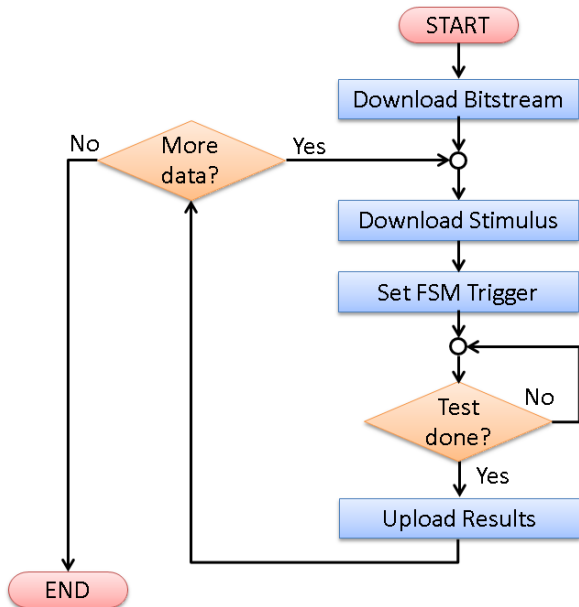 START
Download Bitstream
No
More
data?
Yes
Download Stimulus
Set FSM Trigger
Test
done?
No
Yes
Upload Results
END